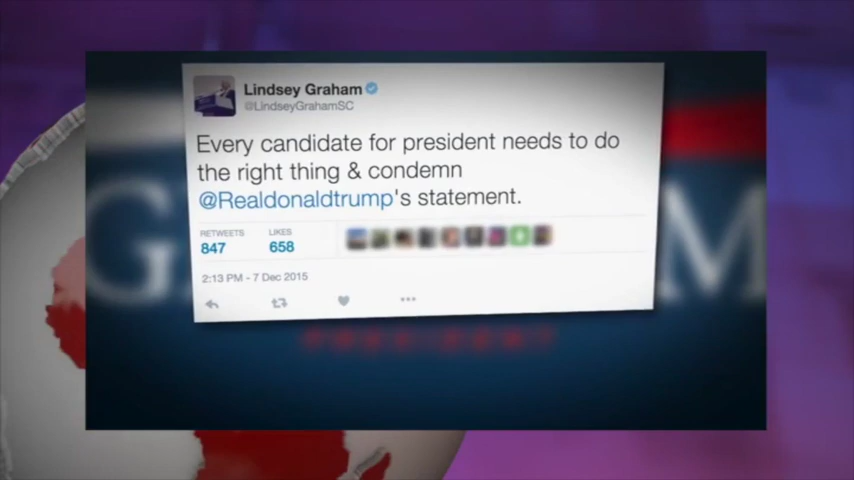 Lindsey Graham
@LindseyGrahamSC
Every candidate for president needs to do
the right thing & condemn
@Realdonaldtrump's statement.
RETWEETS LIKES
847 658
2:13 PM - 7 Dec 2015
PRESIDENT